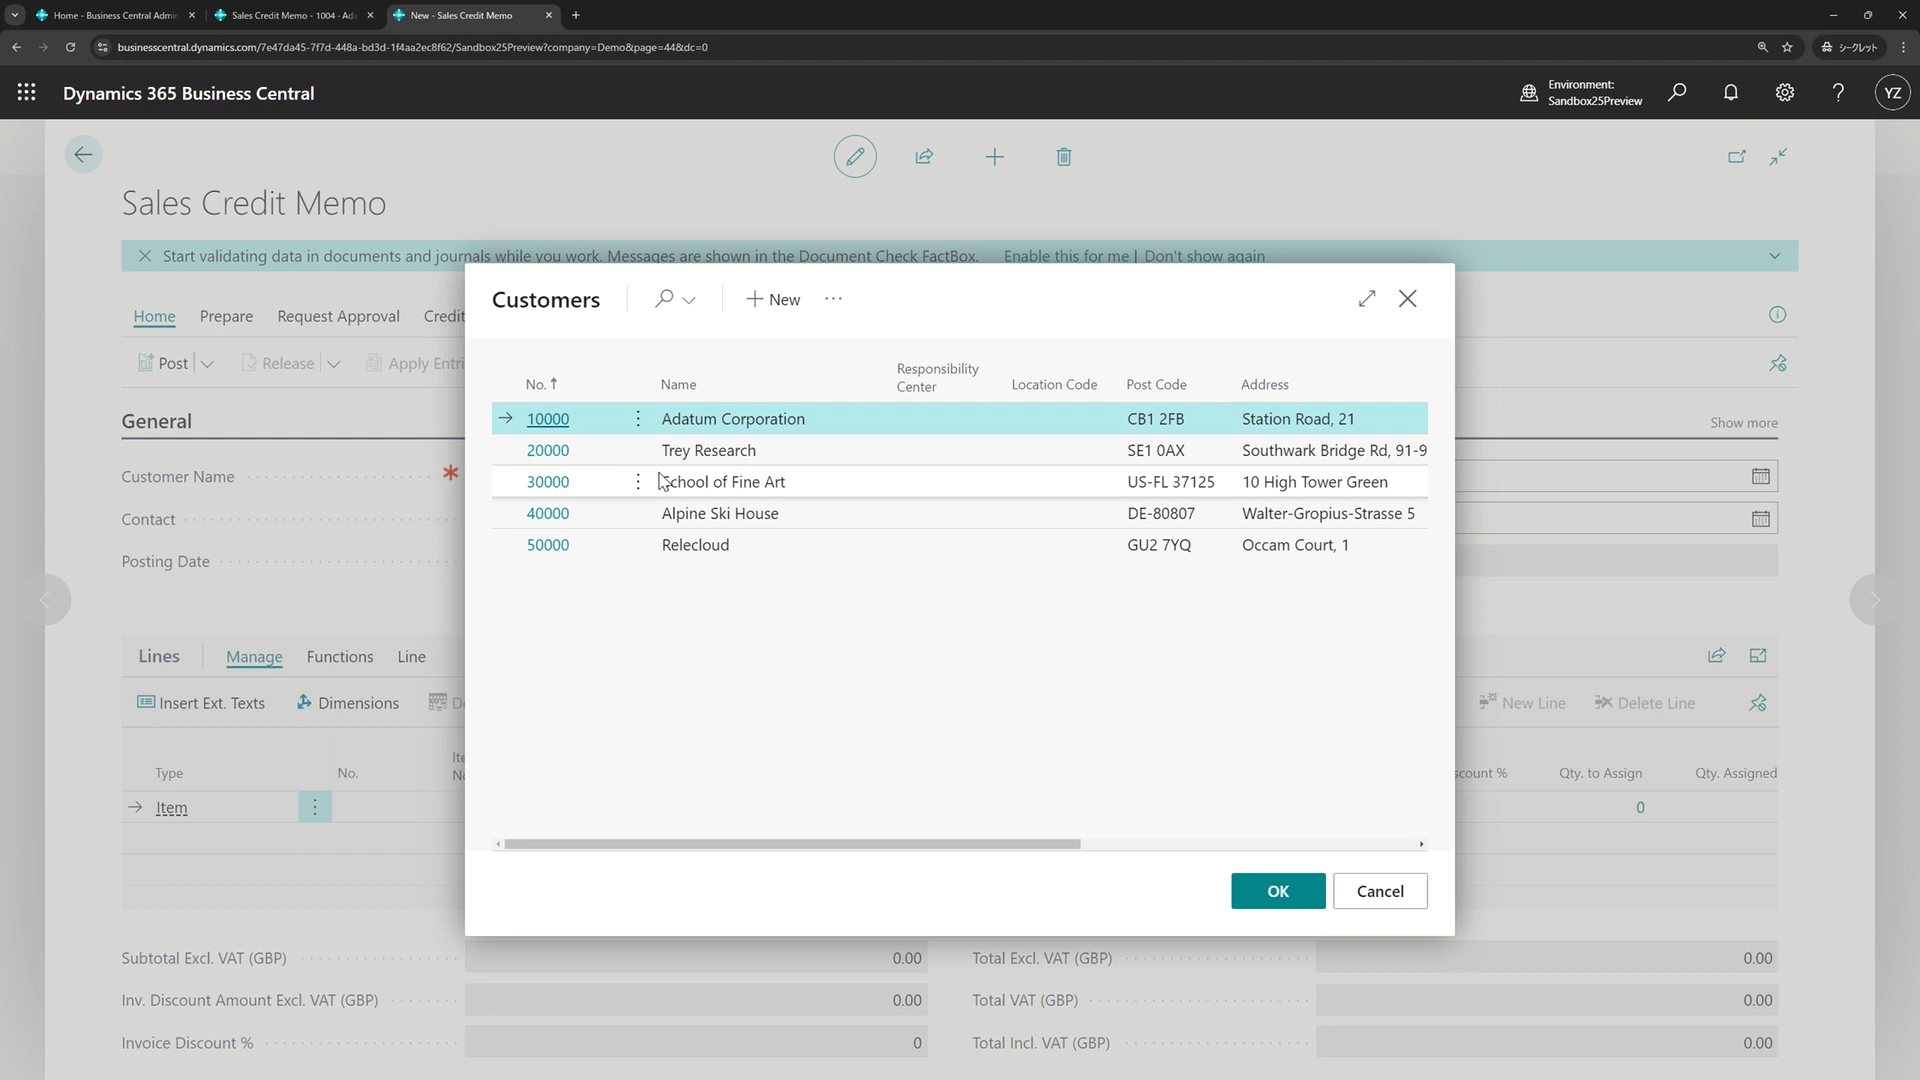 Home - Business Central Admin
Sales Credit Memo - 1004 - Ad
New - Sales Credit Memo
businesscentral.dynamics.com/7e47da45-7f7d-448a-bd3d-1f4aa2ec8f62/Sandbox25Preview?company=Demo&page=44&dc=0
シークレット
Dynamics 365 Business Central
Environment:
Sandbox25Preview
YZ
Sales Credit Memo
Start validating data in documents and journals while you work. Messages are shown in the Document Check FactBox. Enable this for me | Don't show again
Home Prepare Request Approval Credit
Post Release Apply Entri
General
Show more
Customer Name
Contact
Posting Date
Customers
New
No. Name Responsibility Center Location Code Post Code Address
10000 Adatum Corporation CB1 2FB Station Road, 21
20000 Trey Research SE1 0AX Southwark Bridge Rd, 91-9
30000 School of Fine Art US-FL 37125 10 High Tower Green
40000 Alpine Ski House DE-80807 Walter-Gropius-Strasse 5
50000 Relecloud GU2 7YQ Occam Court, 1
OK Cancel
Lines Manage Functions Line
Insert Ext. Texts Dimensions New Line Delete Line
Type No. scount % Qty. to Assign Qty. Assigned
Item 0
Subtotal Excl. VAT (GBP) 0.00 Total Excl. VAT (GBP) 0.00
Inv. Discount Amount Excl. VAT (GBP) 0.00 Total VAT (GBP) 0.00
Invoice Discount % 0 Total Incl. VAT (GBP) 0.00